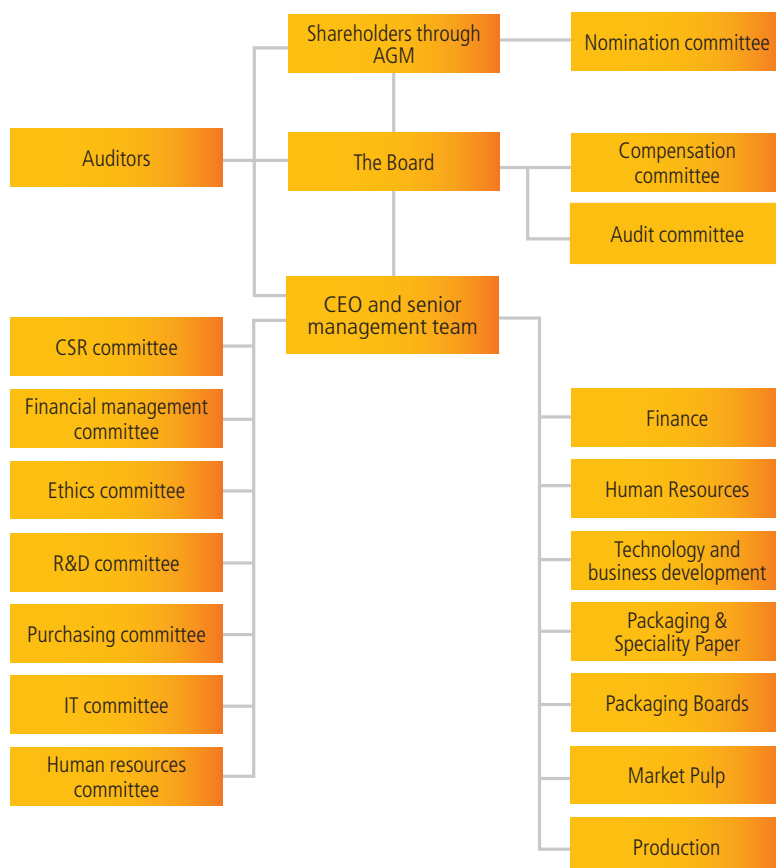 Shareholders through
AGM
Nomination committee
Auditors
The Board
Compensation
committee
Audit committee
CEO and senior
management team
CSR committee
Financial management
committee
Ethics committee
R&D committee
Purchasing committee
IT committee
Human resources
committee
Finance
Human Resources
Technology and
business development
Packaging &
Speciality Paper
Packaging Boards
Market Pulp
Production